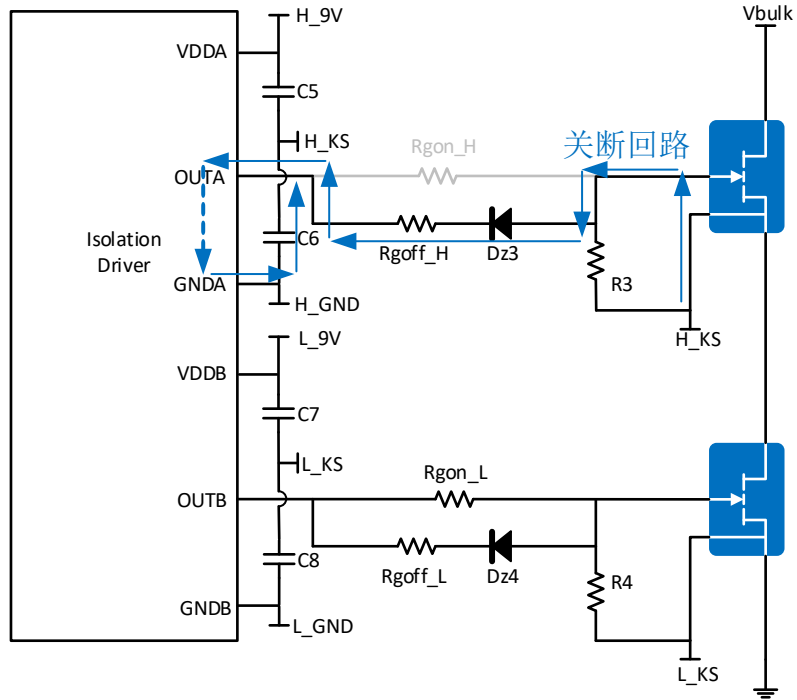 H_9V
Vbulk
VDDA
C5
H_KS
Rgon_H
关断回路
OUTA
Isolation
Driver
C6
Rgoff_H
Dz3
R3
GNDA
H_GND
H_KS
L_9V
VDDB
C7
L_KS
Rgon_L
OUTB
C8
Rgoff_L
Dz4
R4
GNDB
L_GND
L_KS